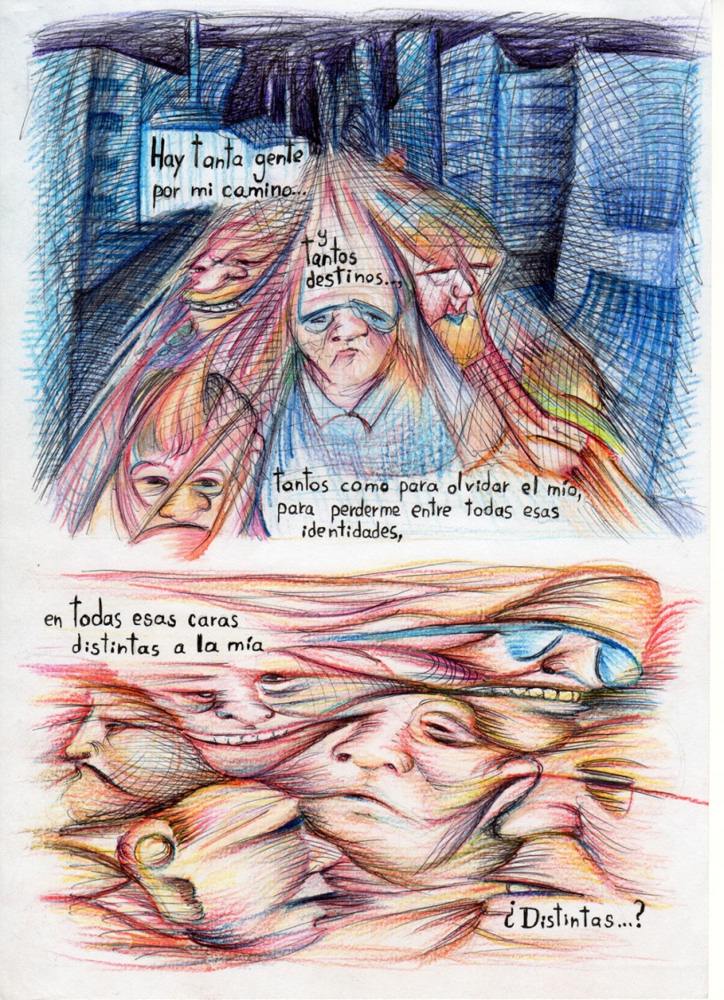 Hay tanta gente
por mi camino...
y
tantos
destinos...,
tantos como para olvidar el mío,
para perderme entre todas esas
identidades,
en todas esas caras
distintas a la mía
¿Distintas...?